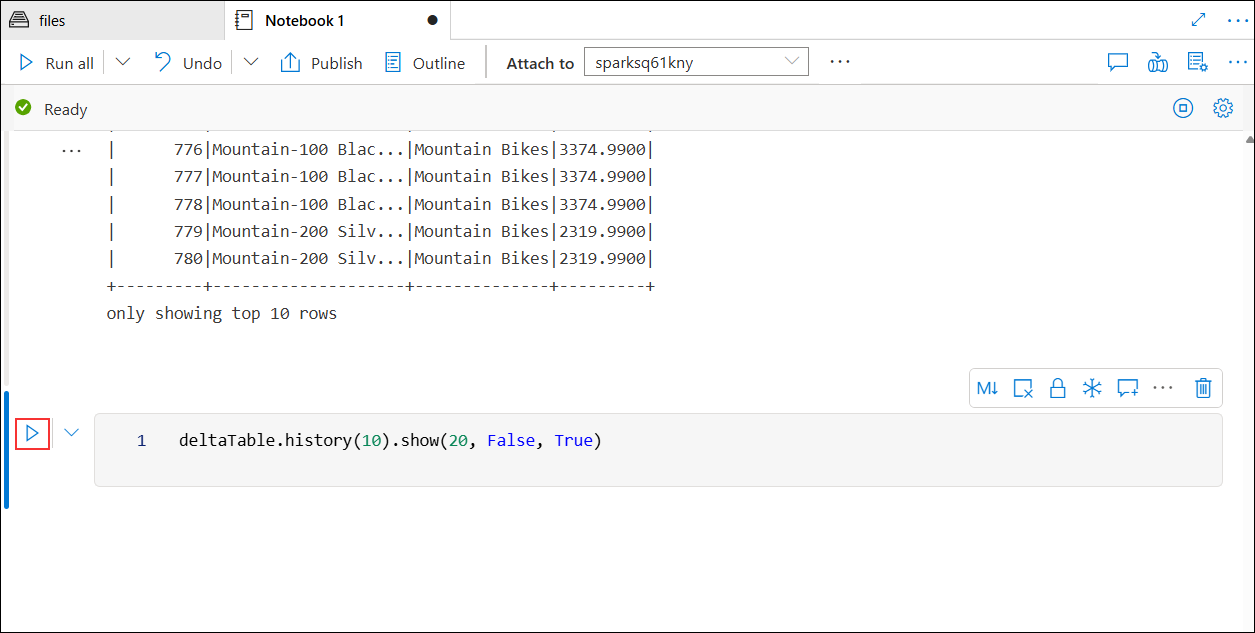 files
Notebook 1
Run all
Undo
Publish
Outline
Attach to
sparksq61kny
Ready
... | 776|Mountain-100 Blac...|Mountain Bikes|3374.9900|
| 777|Mountain-100 Blac...|Mountain Bikes|3374.9900|
| 778|Mountain-100 Blac...|Mountain Bikes|3374.9900|
| 779|Mountain-200 Silv...|Mountain Bikes|2319.9900|
| 780|Mountain-200 Silv...|Mountain Bikes|2319.9900|
+---------+--------------------+--------------+---------+
only showing top 10 rows
M↓
1 deltaTable.history(10).show(20, False, True)